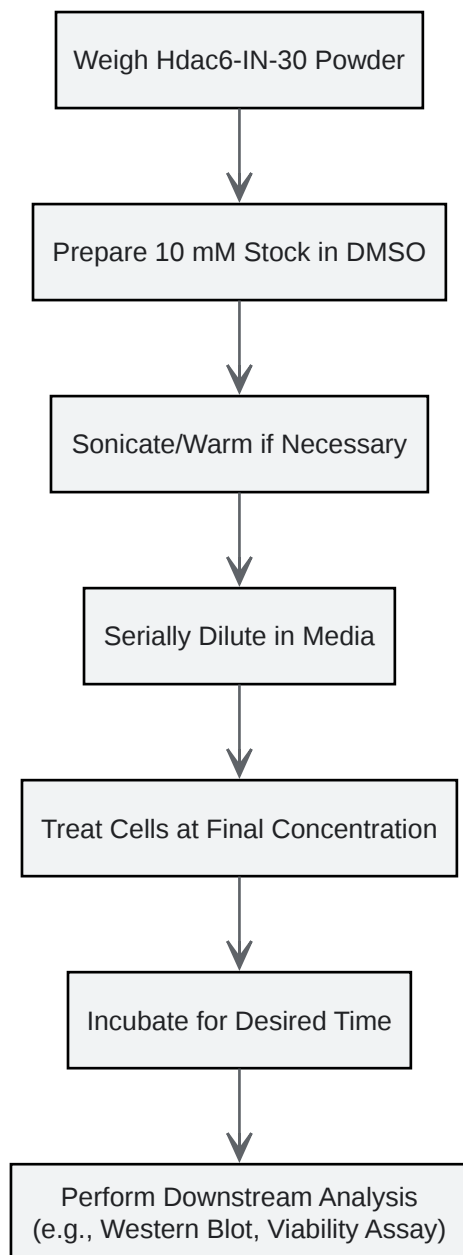 Weigh Hdac6-IN-30 Powder
Prepare 10 mM Stock in DMSO
Sonicate/Warm if Necessary
Serially Dilute in Media
Treat Cells at Final Concentration
Incubate for Desired Time
Perform Downstream Analysis
(e.g., Western Blot, Viability Assay)